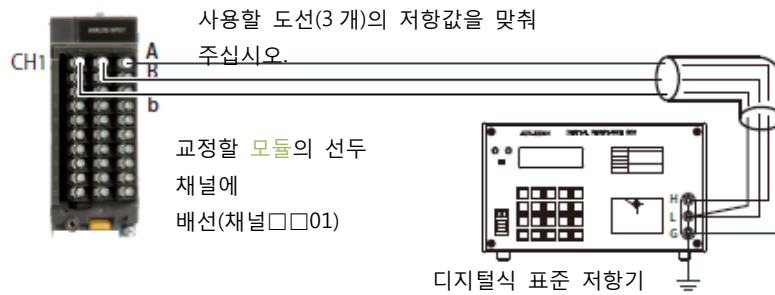 사용할 도선(3 개)의 저항값을 맞춰
주십시오.
CH1
A
B
b
교정할 모듈의 선두
채널에
배선(채널□□01)
H
L
G
디지털식 표준 저항기